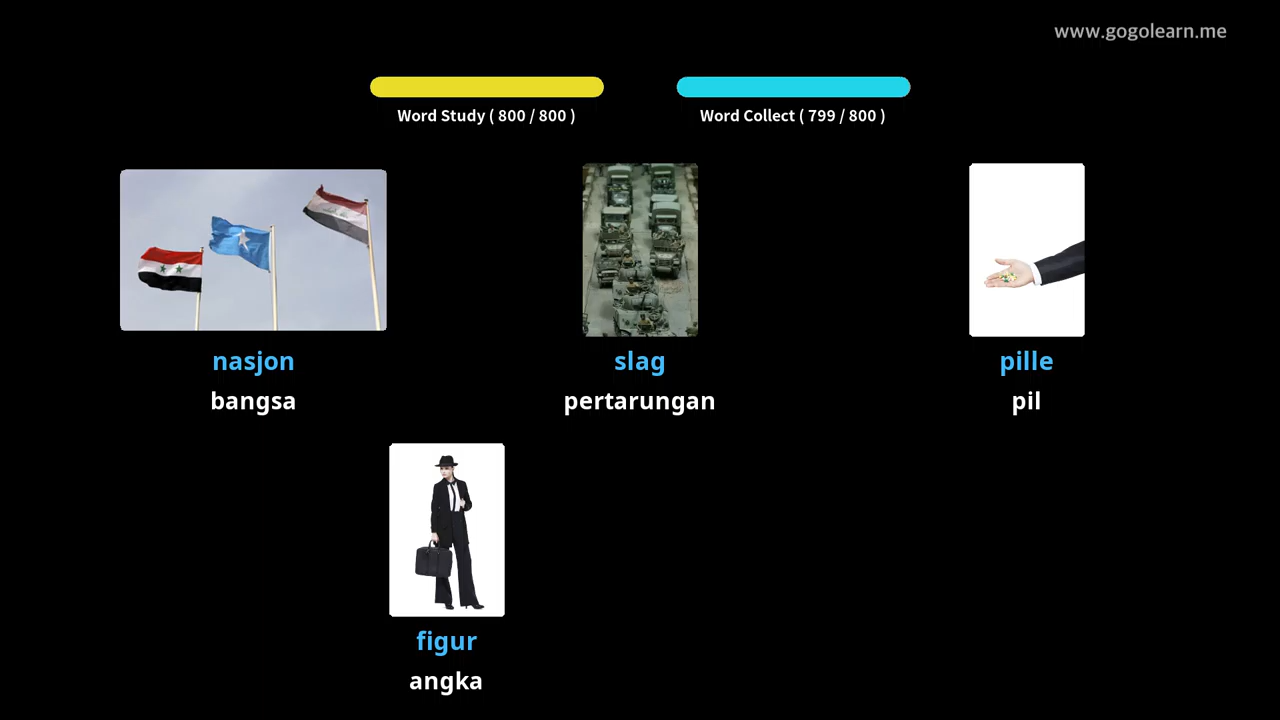 www.gogolearn.me
Word Study ( 800 / 800 )
Word Collect ( 799 / 800 )
nasjon
bangsa
slag
pertarungan
pille
pil
figur
angka